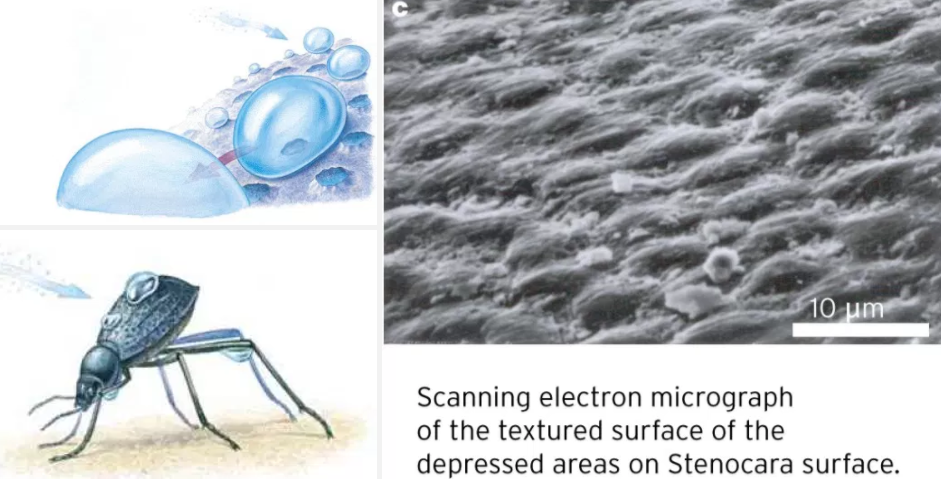 c
10 µm
Scanning electron micrograph
of the textured surface of the
depressed areas on Stenocara surface.